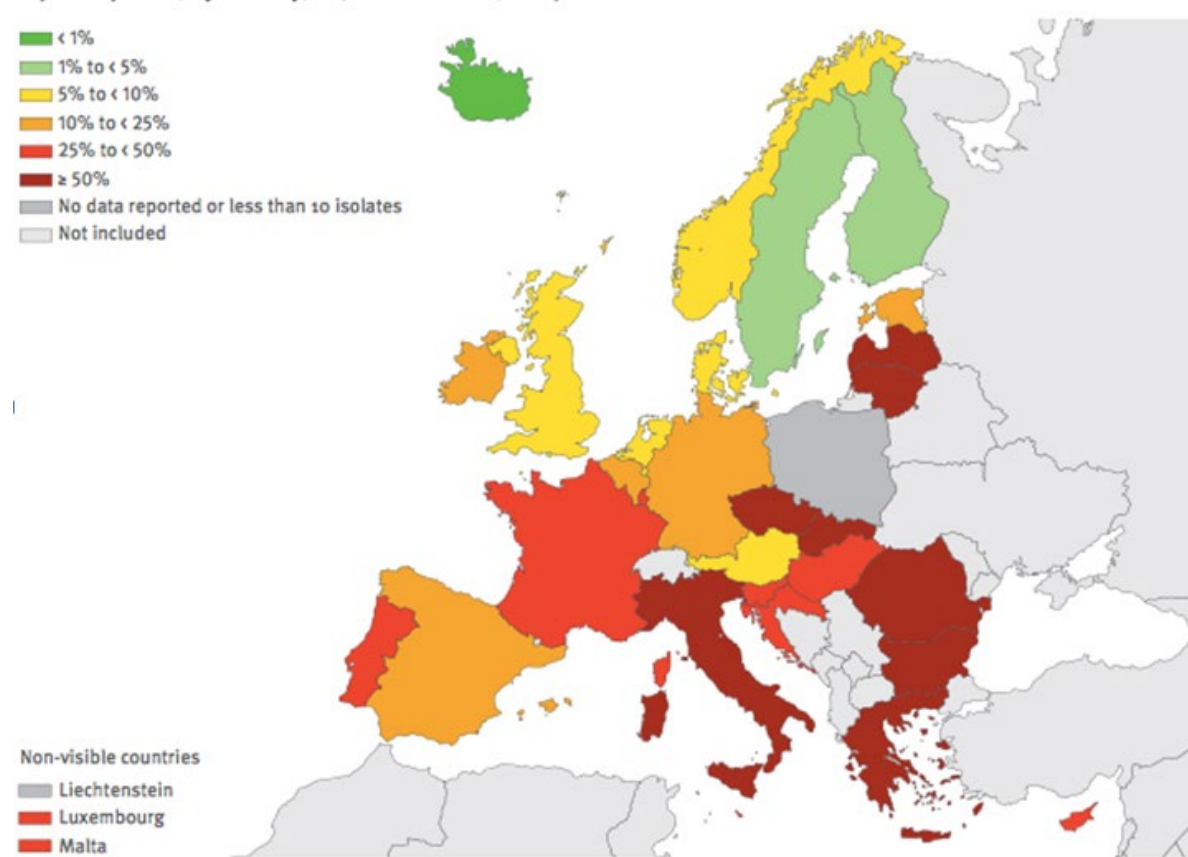 < 1%
1% to < 5%
5% to < 10%
10% to < 25%
25% to < 50%
≥ 50%
No data reported or less than 10 isolates
Not included
Non-visible countries
Liechtenstein
Luxembourg
Malta